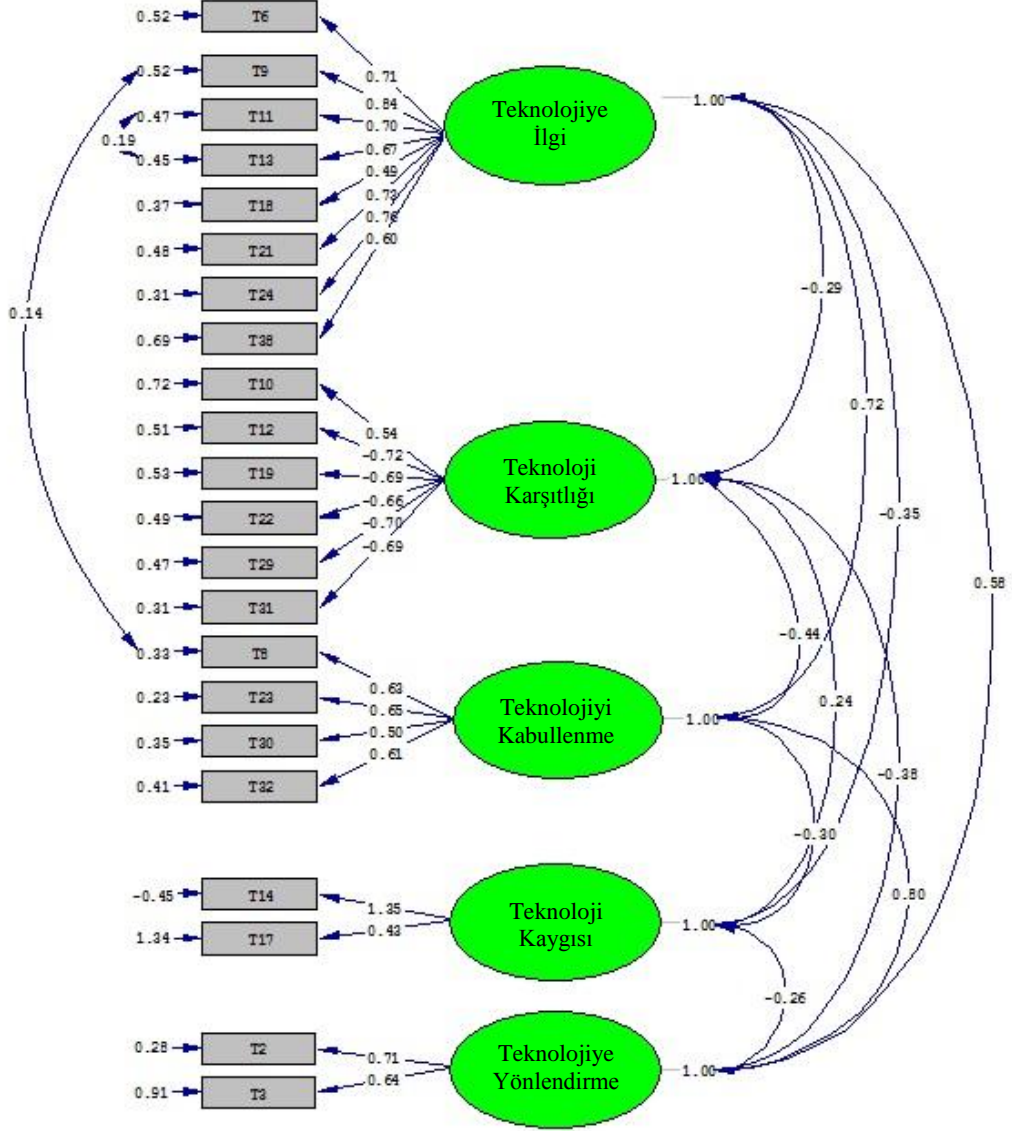 0.52 T6
0.52 T9
0.47 T11
0.45 T13
0.37 T18
0.48 T21
0.31 T24
0.69 T38
0.72 T10
0.51 T12
0.53 T19
0.49 T22
0.47 T29
0.31 T31
0.33 T8
0.23 T23
0.35 T30
0.41 T32
-0.45 T14
1.34 T17
0.28 T2
0.91 T3
0.19
0.14
0.71
0.84
0.70
0.67
0.49
0.73
0.76
0.60
Teknolojiye
İlgi
1.00
0.54
-0.72
-0.69
-0.66
-0.70
-0.69
Teknoloji
Karşıtlığı
1.00
0.63
0.65
0.50
0.61
Teknolojiyi
Kabullenme
1.00
1.35
0.43
Teknoloji
Kaygısı
1.00
0.71
0.64
Teknolojiye
Yönlendirme
1.00
-0.29
0.72
-0.35
0.58
-0.44
0.24
-0.38
-0.30
0.80
-0.26